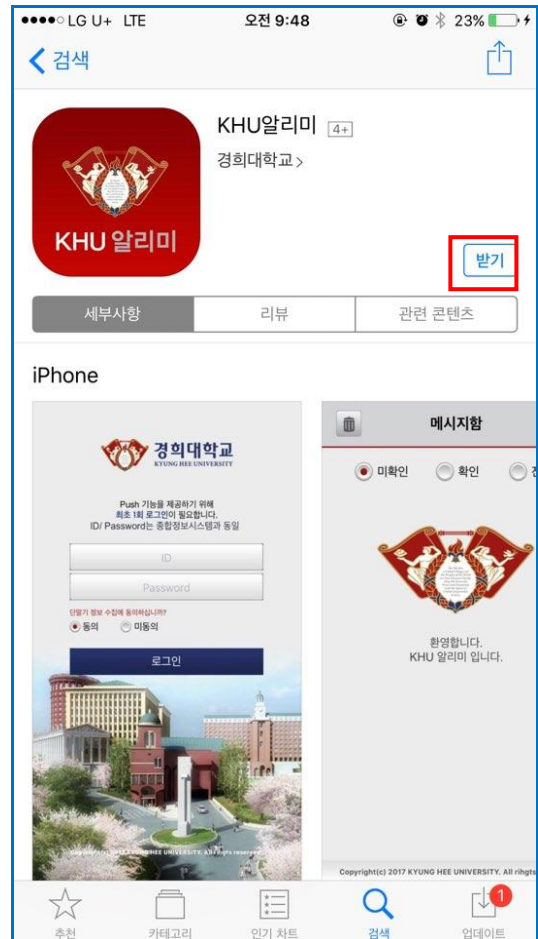 LG U+ LTE 오전 9:48 23%
검색
KHU알리미 4+
경희대학교 >
KHU 알리미
받기
세부사항 리뷰 관련 콘텐츠
iPhone
경희대학교
KYUNG HEE UNIVERSITY
Push 기능을 제공하기 위해
최초 1회 로그인이 필요합니다.
ID/ Password는 종합정보시스템과 동일
ID
Password
단말기 정보 수집에 동의하십니까?
동의 미동의
로그인
메시지함
미확인 확인
환영합니다.
KHU 알리미 입니다.
Copyright(c) 2017 KYUNG HEE UNIVERSITY. All rihgts
추천 카테고리 인기 차트 검색 업데이트
1